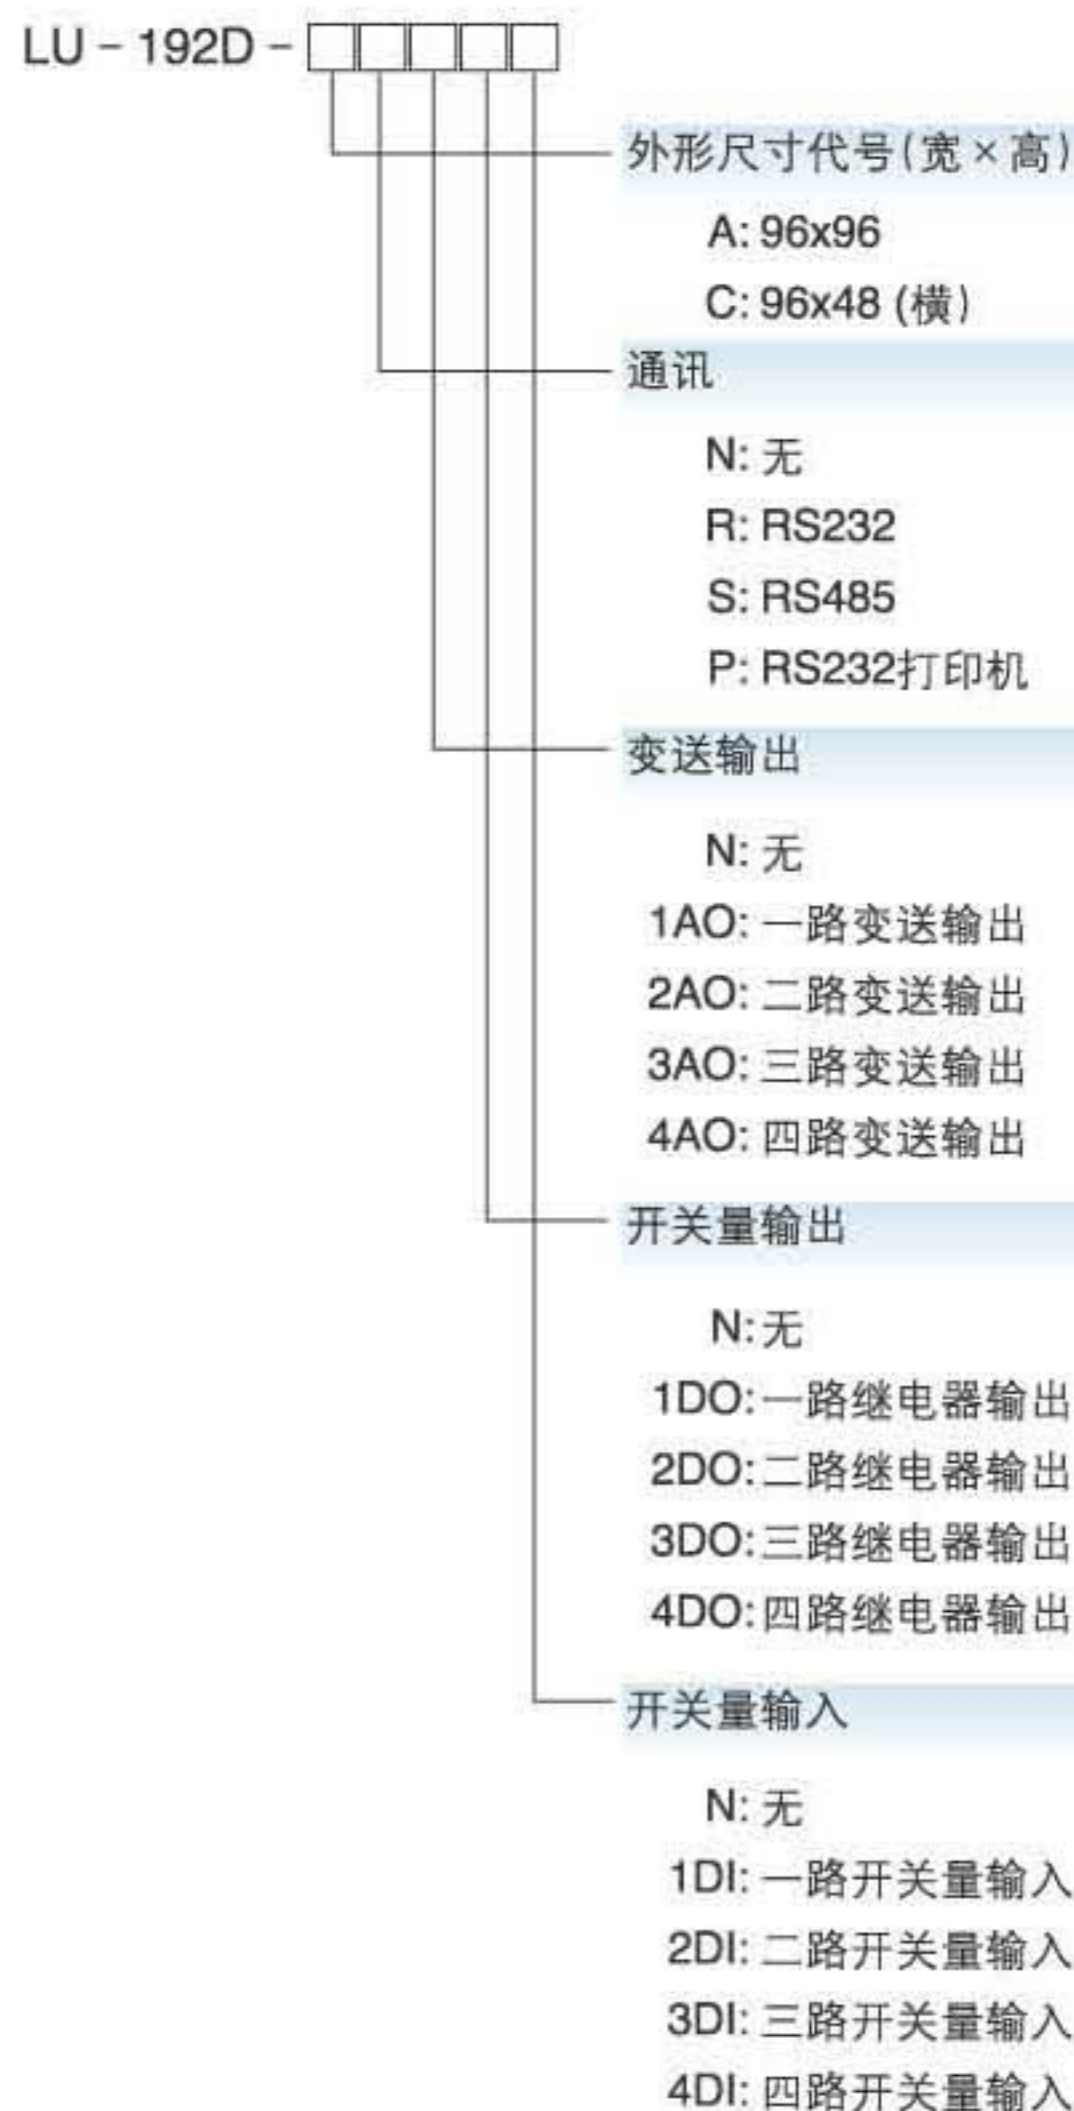 LU－192D－
外形尺寸代号(宽×高)
A: 96x96
C: 96x48 (横)
通讯
N: 无
R: RS232
S: RS485
P: RS232打印机
变送输出
N: 无
1AO: 一路变送输出
2AO: 二路变送输出
3AO: 三路变送输出
4AO: 四路变送输出
开关量输出
N: 无
1DO: 一路继电器输出
2DO: 二路继电器输出
3DO: 三路继电器输出
4DO: 四路继电器输出
开关量输入
N: 无
1DI: 一路开关量输入
2DI: 二路开关量输入
3DI: 三路开关量输入
4DI: 四路开关量输入